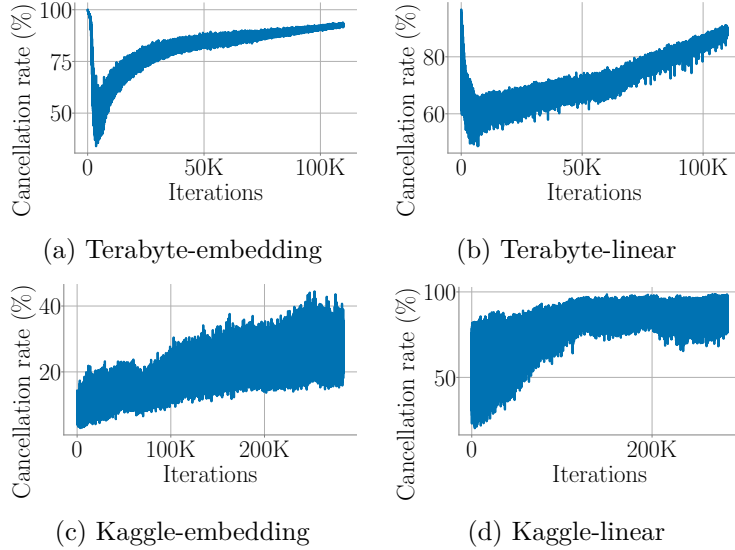 Cancellation rate (%)
100
75
50
0
50K
100K
Iterations
(a) Terabyte-embedding
Cancellation rate (%)
80
60
0
50K
100K
Iterations
(b) Terabyte-linear
Cancellation rate (%)
40
20
0
100K
200K
Iterations
(c) Kaggle-embedding
Cancellation rate (%)
100
50
0
200K
Iterations
(d) Kaggle-linear